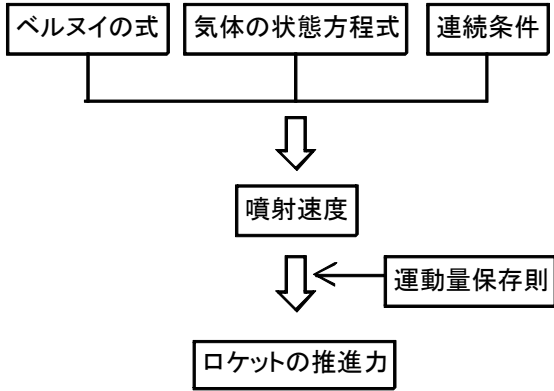 ベルヌイの式
気体の状態方程式
連続条件
噴射速度
運動量保存則
ロケットの推進力